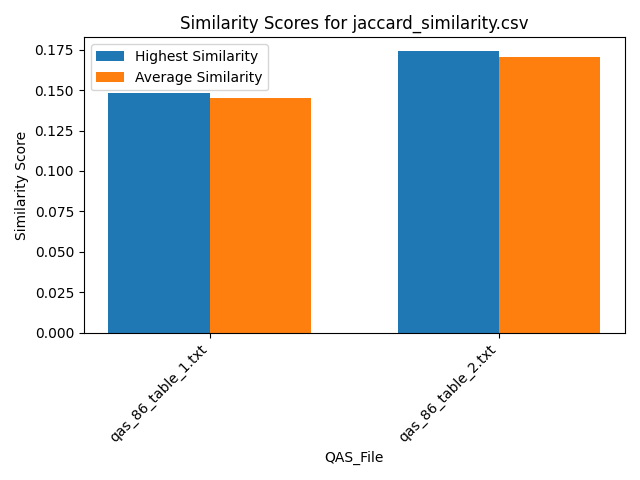 Similarity Scores for jaccard_similarity.csv
Highest Similarity
Average Similarity
Similarity Score
0.175
0.150
0.125
0.100
0.075
0.050
0.025
0.000
qas_86_table_1.txt
qas_86_table_2.txt
QAS_File